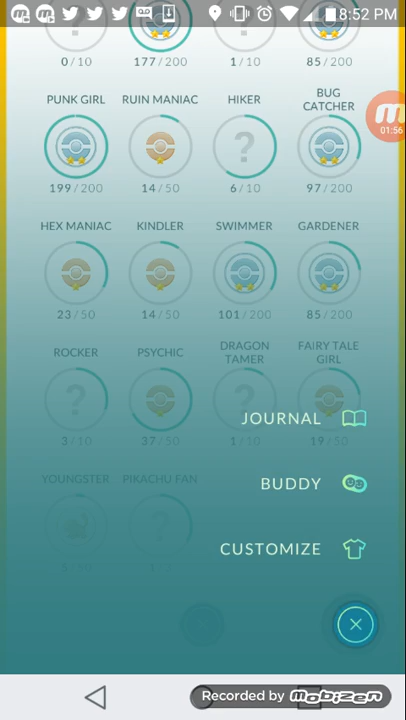 8:52 PM
0/10 177/200 1/10 85/200
PUNK GIRL RUIN MANIAC HIKER BUG CATCHER
01:56
199/200 14/50 6/10 97/200
HEX MANIAC KINDLER SWIMMER GARDENER
23/50 14/50 101/200 85/200
ROCKER PSYCHIC DRAGON TAMER FAIRY TALE GIRL
JOURNAL
3/10 37/50 1/10 19/50
YOUNGSTER PIKACHU FAN
BUDDY
CUSTOMIZE
Recorded by mobizen